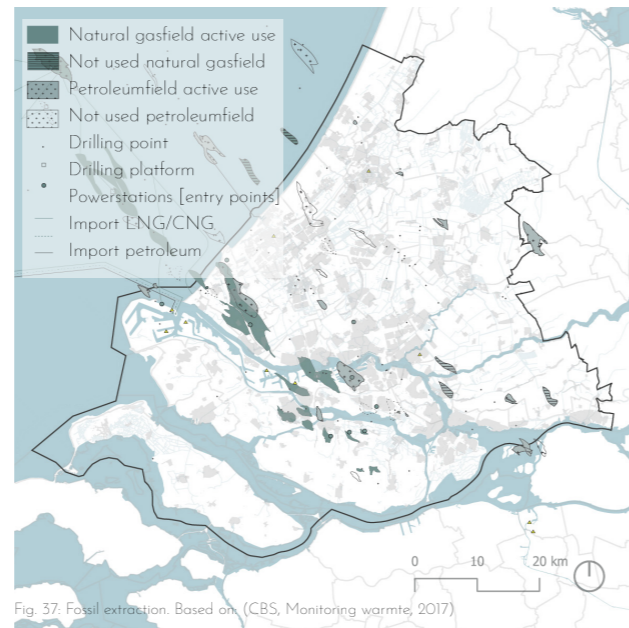 Natural gasfield active use
Not used natural gasfield
Petroleumfield active use
Not used petroleumfield
Drilling point
Drilling platform
Powerstations [entry points]
Import LNG/CNG
Import petroleum
0 10 20 km
Fig. 37: Fossil extraction. Based on: (CBS, Monitoring warmte, 2017)